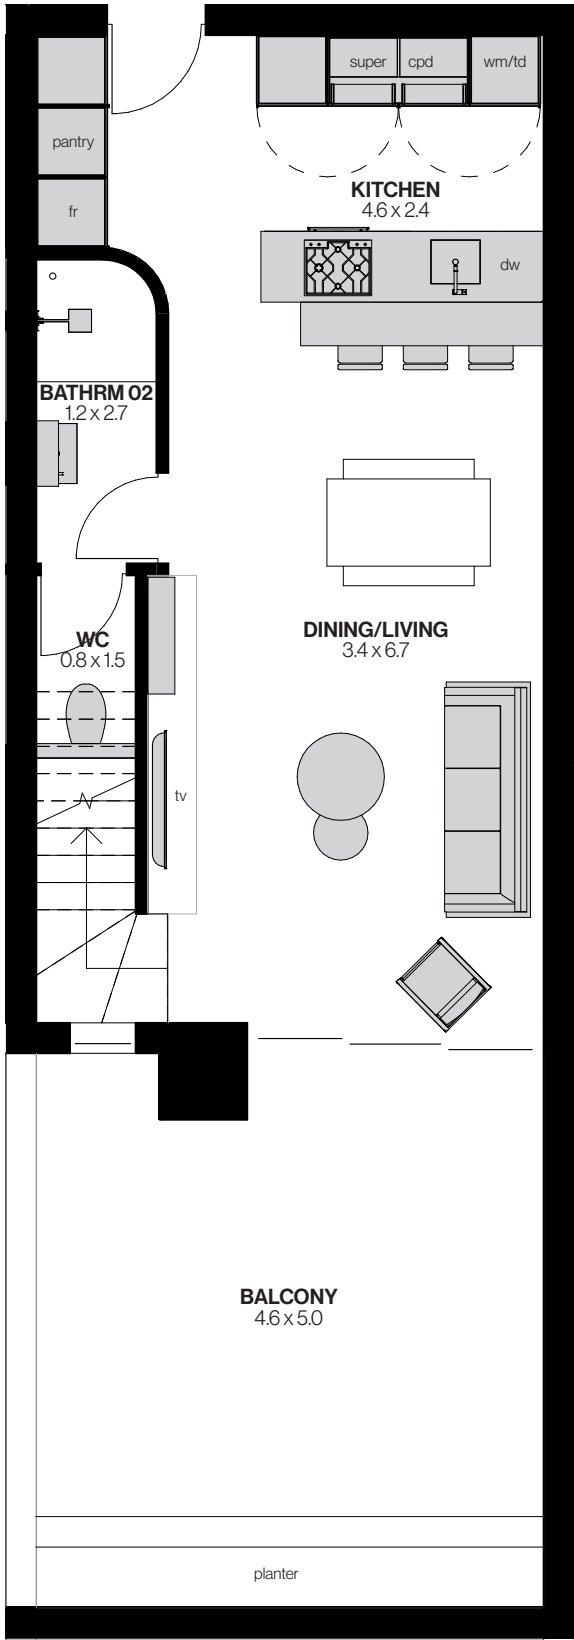 super cpd wm/td
pantry
KITCHEN
4.6 x 2.4
fr
dw
BATHRM 02
1.2 x 2.7
DINING/LIVING
3.4 x 6.7
WC
0.8 x 1.5
tv
BALCONY
4.6 x 5.0
planter